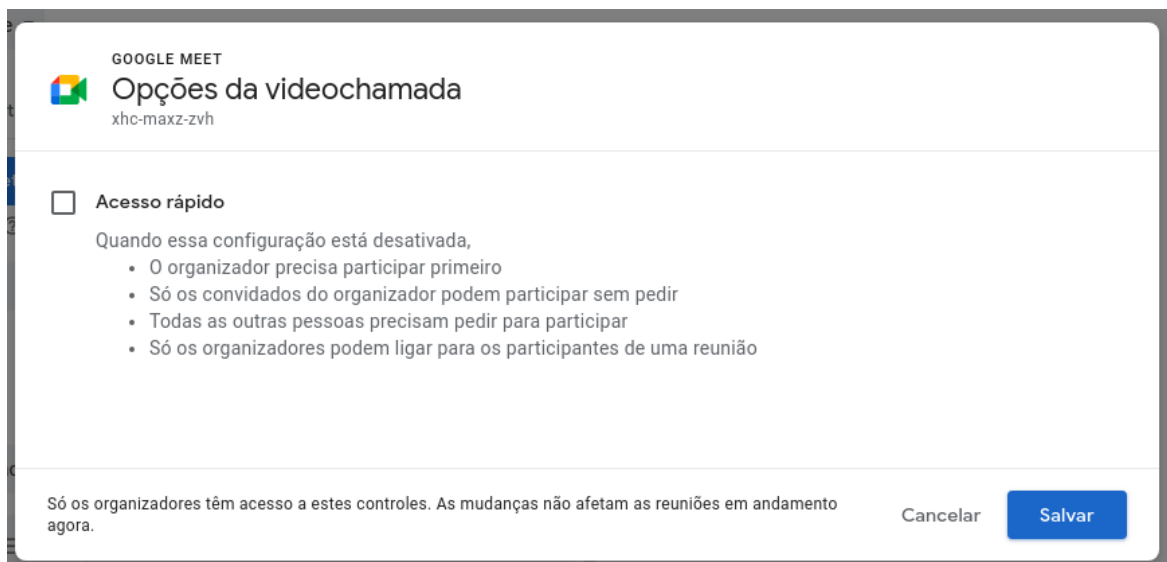 GOOGLE MEET
Opções da videochamada
xhc-maxz-zvh
Acesso rápido
Quando essa configuração está desativada,
• O organizador precisa participar primeiro
• Só os convidados do organizador podem participar sem pedir
• Todas as outras pessoas precisam pedir para participar
• Só os organizadores podem ligar para os participantes de uma reunião
Só os organizadores têm acesso a estes controles. As mudanças não afetam as reuniões em andamento
agora.
Cancelar
Salvar